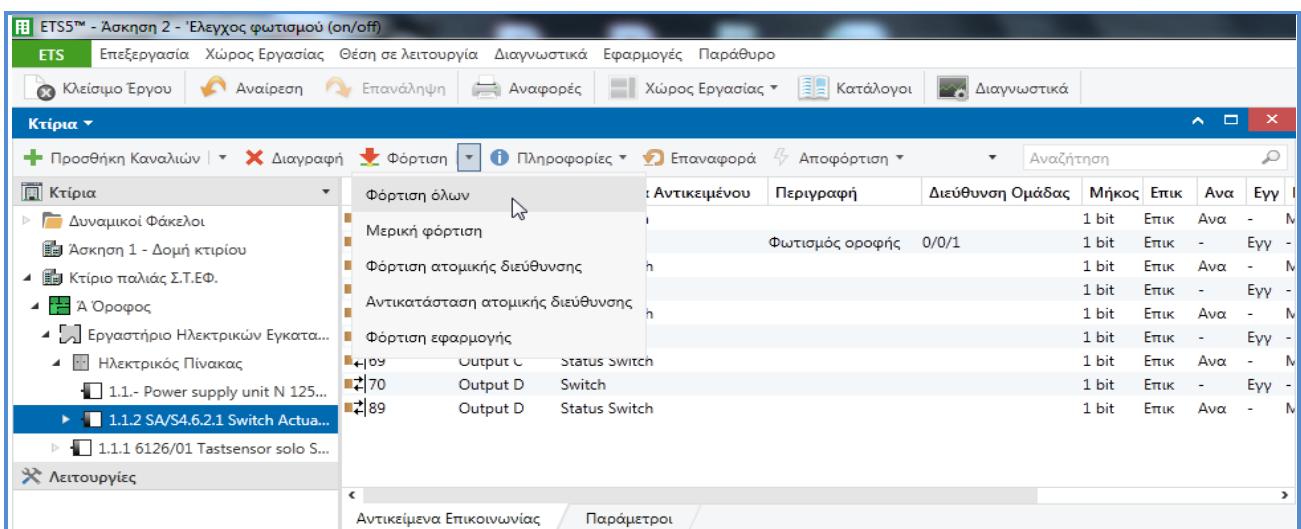 ETS5™ - Άσκηση 2 - 'Έλεγχος φωτισμού (on/off)
ETS Επεξεργασία Χώρος Εργασίας Θέση σε λειτουργία Διαγνωστικά Εφαρμογές Παράθυρο
Κλείσιμο Έργου Αναίρεση Επανάληψη Αναφορές Χώρος Εργασίας Κατάλογοι Διαγνωστικά
Κτίρια
Προσθήκη Καναλιών Διαγραφή Φόρτιση Πληροφορίες Επαναφορά Αποφόρτιση Αναζήτηση
Κτίρια
Δυναμικοί Φάκελοι
Άσκηση 1 - Δομή κτιρίου
Κτίριο παλιάς Σ.Τ.ΕΦ.
Ά Όροφος
Εργαστήριο Ηλεκτρικών Εγκατα...
Ηλεκτρικός Πίνακας
1.1.- Power supply unit N 125...
1.1.2 SA/S4.6.2.1 Switch Actua...
1.1.1 6126/01 Tastsensor solo S...
Λειτουργίες
Φόρτιση όλων
Μερική φόρτιση
Φόρτιση ατομικής διεύθυνσης
Αντικατάσταση ατομικής διεύθυνσης
Φόρτιση εφαρμογής
Αντικειμένου Περιγραφή Διεύθυνση Ομάδας Μήκος Επικ Ανα Εγγ
1 bit Επικ Ανα -
Φωτισμός οροφής 0/0/1 1 bit Επικ - Εγγ -
1 bit Επικ Ανα -
1 bit Επικ - Εγγ -
1 bit Επικ Ανα -
1 bit Επικ - Εγγ -
69 Output C Status Switch 1 bit Επικ Ανα -
70 Output D Switch 1 bit Επικ - Εγγ -
89 Output D Status Switch 1 bit Επικ Ανα -
Αντικείμενα Επικοινωνίας Παράμετροι